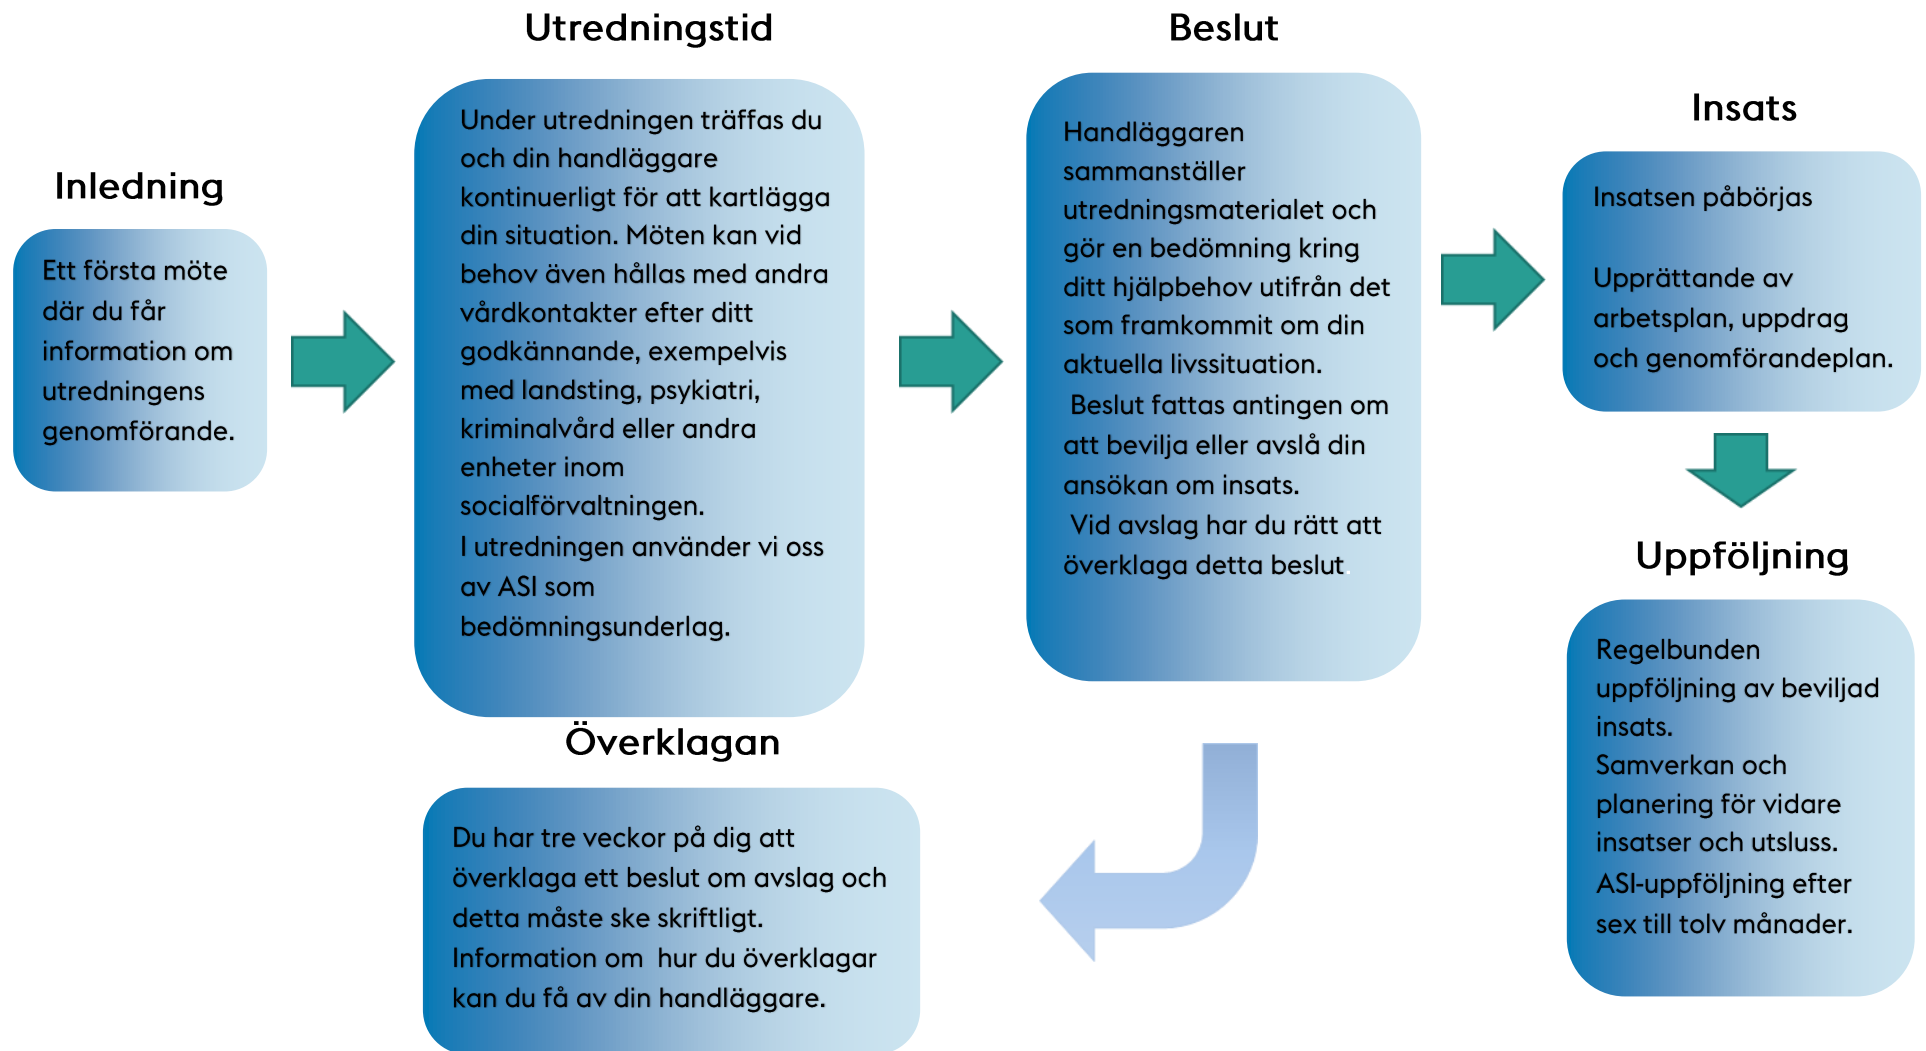 Inledning
Ett första möte
där du får
information om
utredningens
genomförande.
Utredningstid
Under utredningen träffas du
och din handläggare
kontinuerligt för att kartlägga
din situation. Möten kan vid
behov även hållas med andra
vårdkontakter efter ditt
godkännande, exempelvis
med landsting, psykiatri,
kriminalvård eller andra
enheter inom
socialförvaltningen.
I utredningen använder vi oss
av ASI som
bedömningsunderlag.
Beslut
Handläggaren
sammanställer
utredningsmaterialet och
gör en bedömning kring
ditt hjälpbehov utifrån det
som framkommit om din
aktuella livssituation.
Beslut fattas antingen om
att bevilja eller avslå din
ansökan om insats.
Vid avslag har du rätt att
överklaga detta beslut.
Insats
Insatsen påbörjas
Upprättande av
arbetsplan, uppdrag
och genomförandeplan.
Uppföljning
Regelbunden
uppföljning av beviljad
insats.
Samverkan och
planering för vidare
insatser och utsluss.
ASI-uppföljning efter
sex till tolv månader.
Överklagan
Du har tre veckor på dig att
överklaga ett beslut om avslag och
detta måste ske skriftligt.
Information om  hur du överklagar
kan du få av din handläggare.